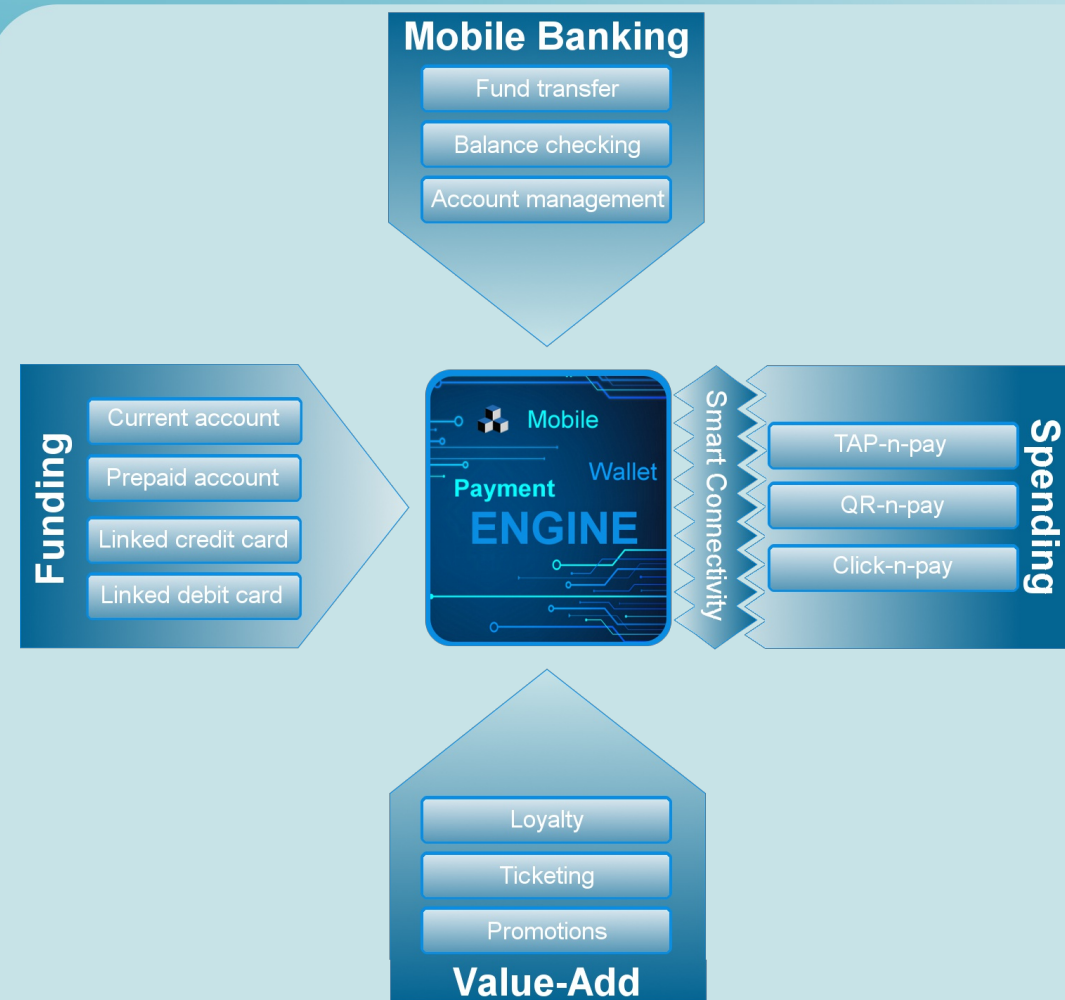 Mobile Banking
Fund transfer
Balance checking
Account management
Funding
Current account
Prepaid account
Linked credit card
Linked debit card
Mobile
Wallet
Payment
ENGINE
Smart Connectivity
TAP-n-pay
QR-n-pay
Click-n-pay
Spending
Loyalty
Ticketing
Promotions
Value-Add